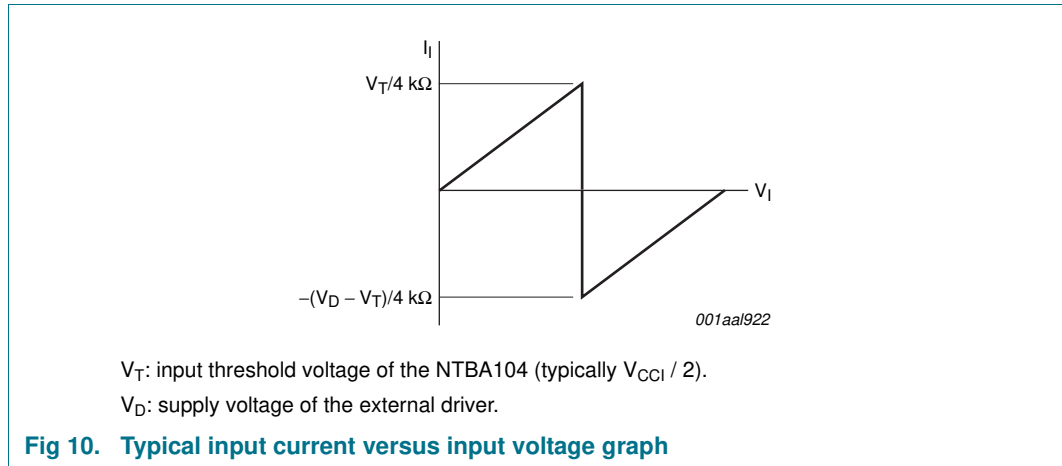 I_I
V_T/4 kΩ
V_I
−(V_D − V_T)/4 kΩ
001aal922
V_T: input threshold voltage of the NTBA104 (typically V_CCI / 2).
V_D: supply voltage of the external driver.
Fig 10. Typical input current versus input voltage graph